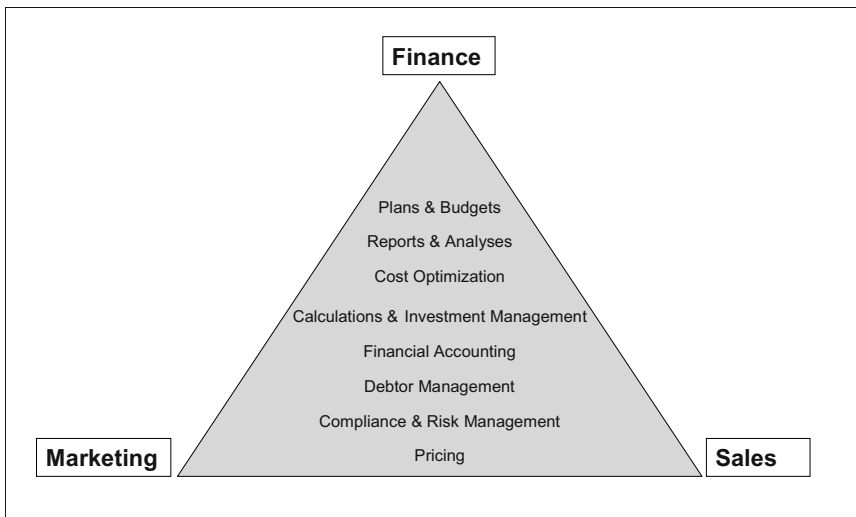 Finance
Plans & Budgets
Reports & Analyses
Cost Optimization
Calculations & Investment Management
Financial Accounting
Debtor Management
Compliance & Risk Management
Pricing
Marketing
Sales